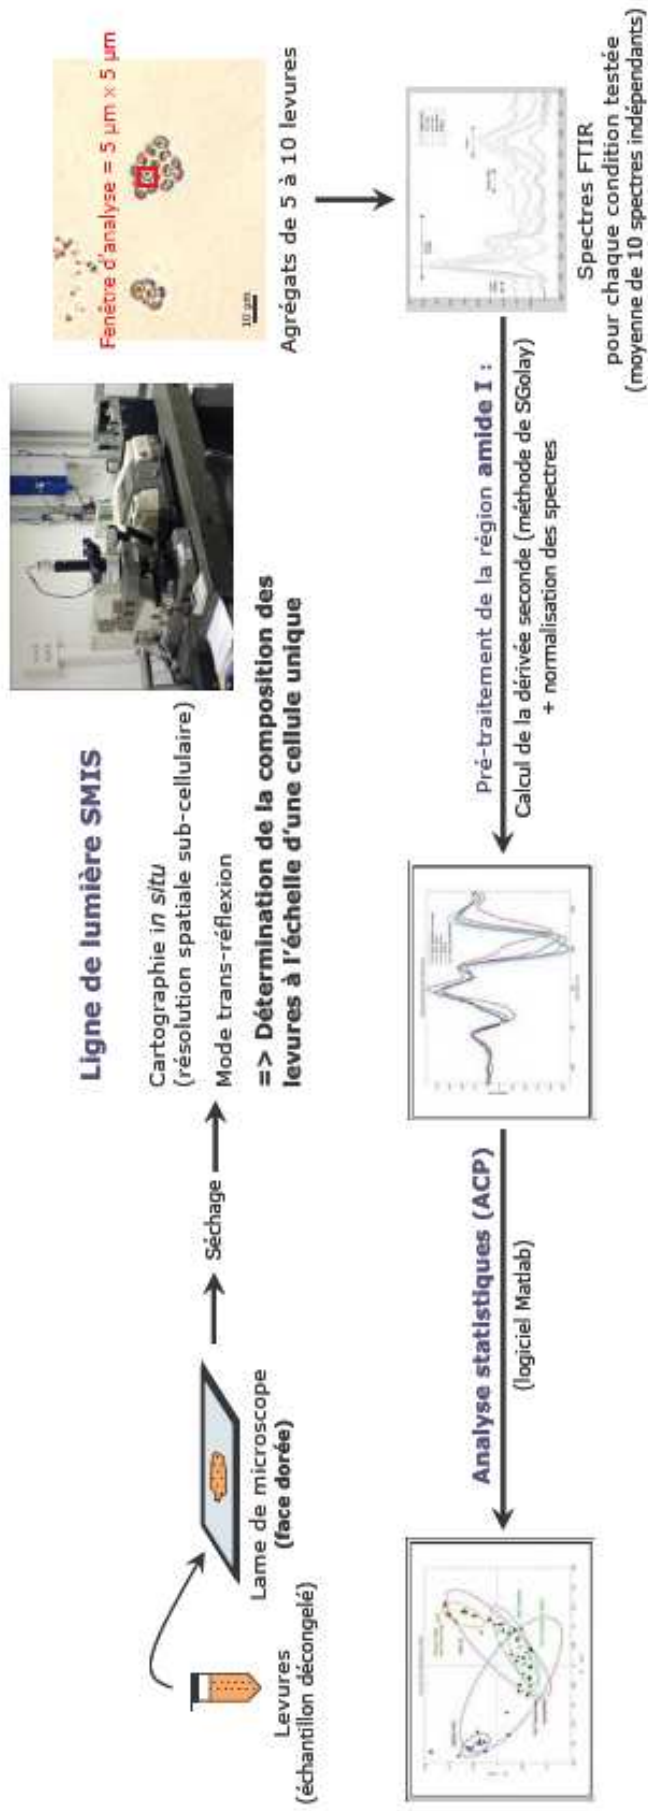 Levures
(échantillon décongelé)
Lame de microscope
(face dorée)
Séchage
Ligne de lumière SMIS
Cartographie in situ
(résolution spatiale sub-cellulaire)
Mode trans-réflexion
=> Détermination de la composition des
levures à l'échelle d'une cellule unique
Fenêtre d'analyse = 5 µm x 5 µm
10 µm
Agrégats de 5 à 10 levures
Spectres FTIR
pour chaque condition testée
(moyenne de 10 spectres indépendants)
Pré-traitement de la région amide I :
Calcul de la dérivée seconde (méthode de SGolay)
+ normalisation des spectres
Analyse statistiques (ACP)
(logiciel Matlab)